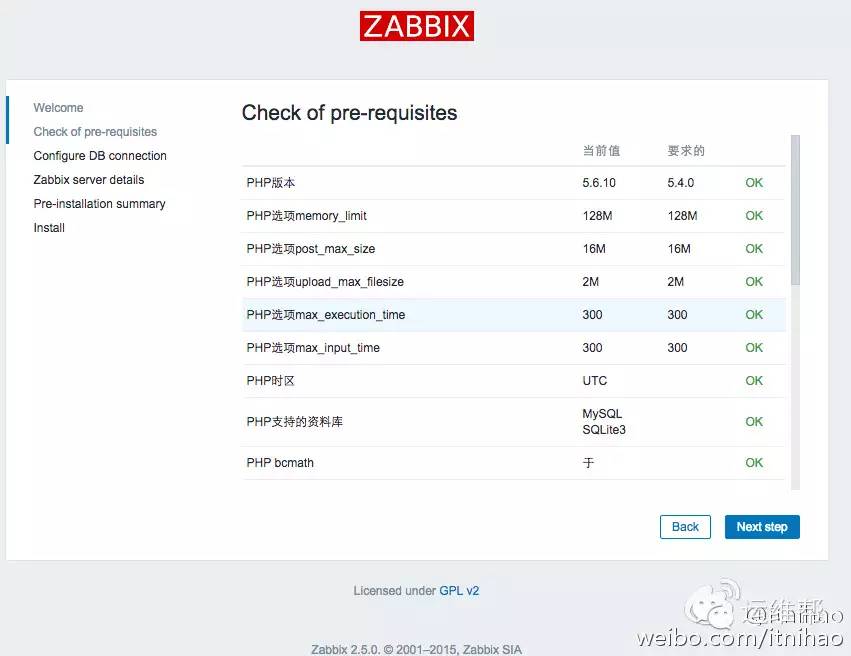 ZABBIX
Welcome
Check of pre-requisites
Configure DB connection
Zabbix server details
Pre-installation summary
Install
Check of pre-requisites
当前值 要求的
PHP版本 5.6.10 5.4.0 OK
PHP选项memory_limit 128M 128M OK
PHP选项post_max_size 16M 16M OK
PHP选项upload_max_filesize 2M 2M OK
PHP选项max_execution_time 300 300 OK
PHP选项max_input_time 300 300 OK
PHP时区 UTC OK
PHP支持的资料库 MySQL OK
SQLite3
PHP bcmath 于 OK
Back Next step
Licensed under GPL v2
运维帮
@itnihao
weibo.com/itnihao
Zabbix 2.5.0. © 2001–2015, Zabbix SIA